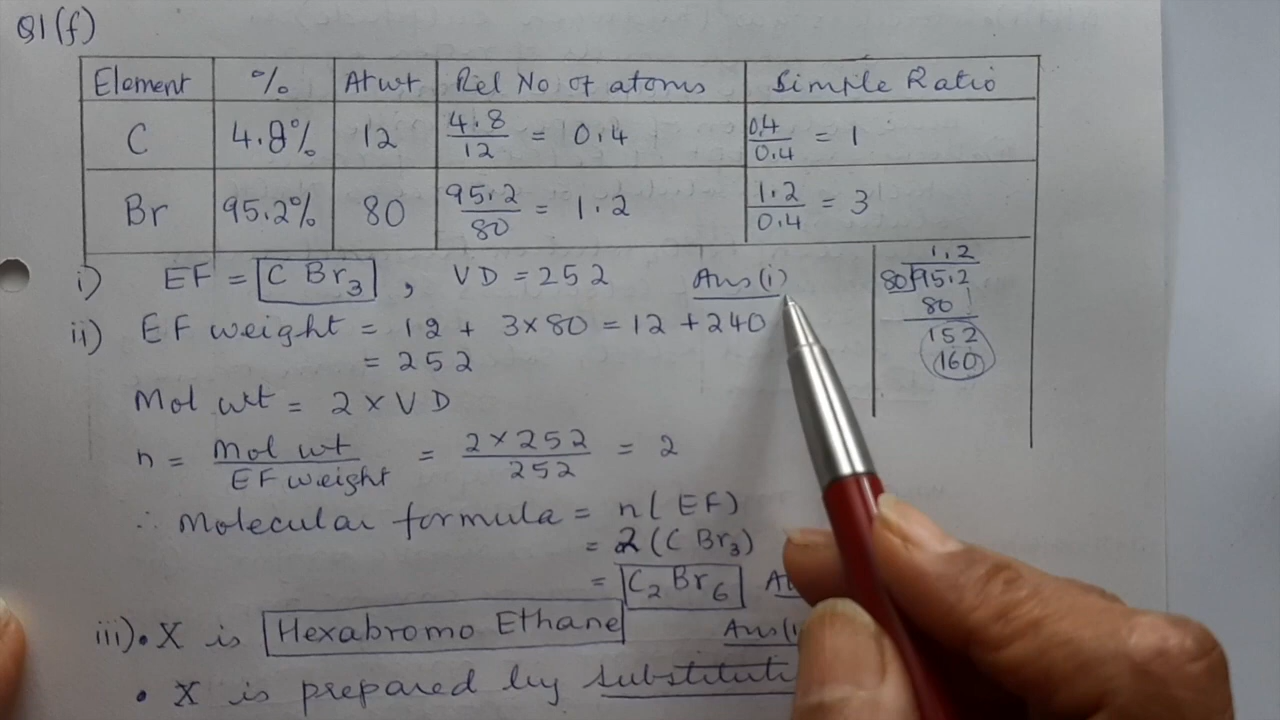 Q1(f)
Element % At wt Rel No of atoms Simple Ratio
C 4.8% 12 4.8/12 = 0.4 0.4/0.4 = 1
Br 95.2% 80 95.2/80 = 1.2 1.2/0.4 = 3
i) EF = C Br3 , VD = 252 Ans(i)
ii) EF weight = 12 + 3×80 = 12 + 240
= 252
Mol wt = 2 × VD
n = Mol wt/EF weight = 2×252/252 = 2
∴ Molecular formula = n(EF)
= 2(C Br3)
= C2 Br6
iii) • X is Hexabromo Ethane
• X is prepared by
1.2
80)95.2
80
152
160